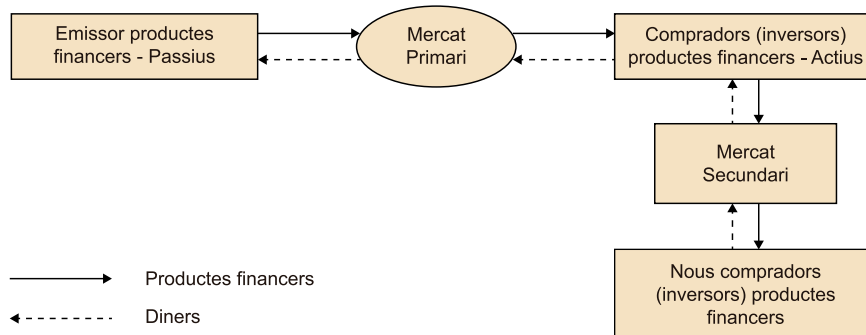 Emissor productes
financers - Passius
Mercat
Primari
Compradors (inversors)
productes financers - Actius
Mercat
Secundari
Nous compradors
(inversors) productes
financers
Productes financers
Diners